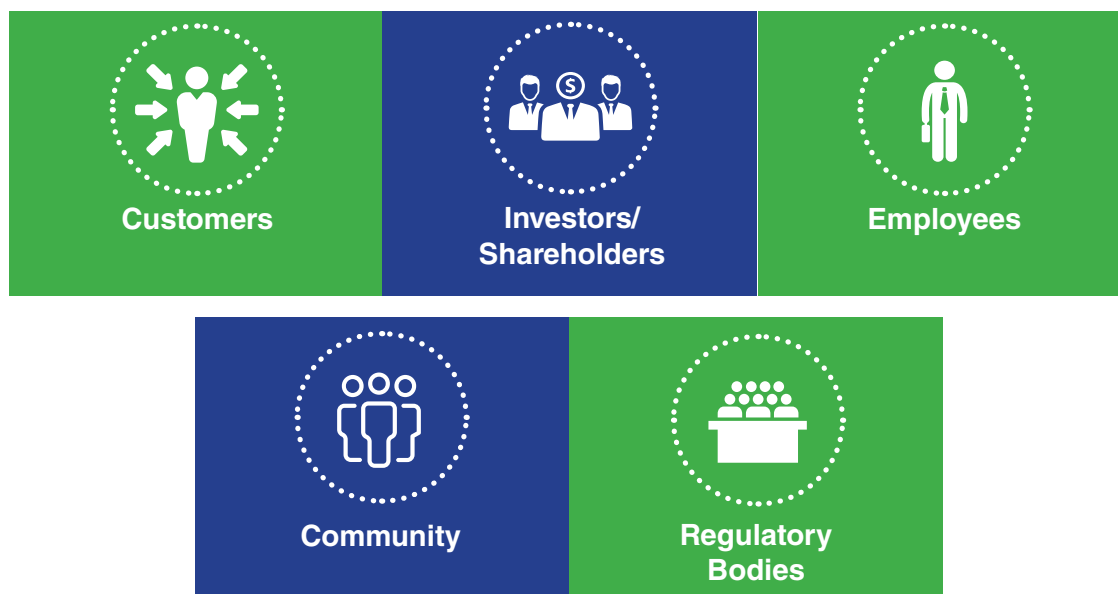 $
Customers
Investors/
Shareholders
Employees
Community
Regulatory
Bodies